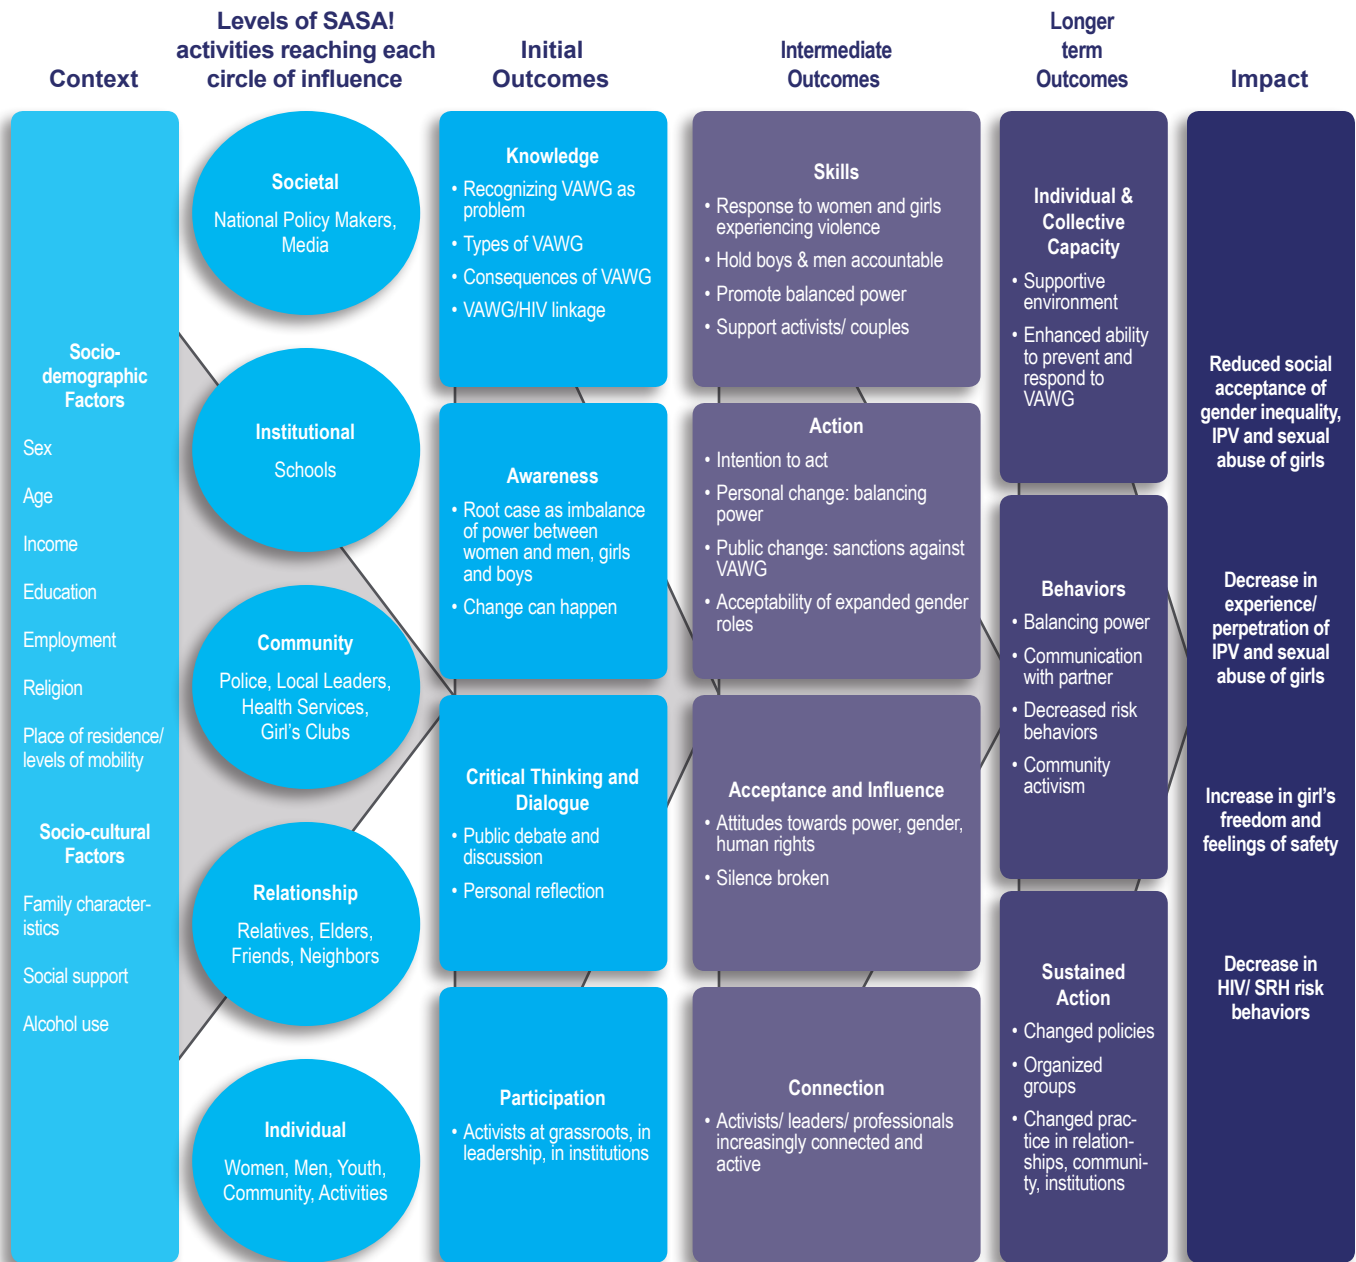 Context
Levels of SASA!
activities reaching each
circle of influence
Initial
Outcomes
Intermediate
Outcomes
Longer
term
Outcomes
Impact
Socio-
demographic
Factors
Sex
Age
Income
Education
Employment
Religion
Place of residence/
levels of mobility
Socio-cultural
Factors
Family character-
istics
Social support
Alcohol use
Societal
National Policy Makers,
Media
Institutional
Schools
Community
Police, Local Leaders,
Health Services,
Girl's Clubs
Relationship
Relatives, Elders,
Friends, Neighbors
Individual
Women, Men, Youth,
Community, Activities
Knowledge
• Recognizing VAWG as
problem
• Types of VAWG
• Consequences of VAWG
• VAWG/HIV linkage
Awareness
• Root case as imbalance
of power between
women and men, girls
and boys
• Change can happen
Critical Thinking and
Dialogue
• Public debate and
discussion
• Personal reflection
Participation
• Activists at grassroots, in
leadership, in institutions
Skills
• Response to women and girls
experiencing violence
• Hold boys & men accountable
• Promote balanced power
• Support activists/ couples
Action
• Intention to act
• Personal change: balancing
power
• Public change: sanctions against
VAWG
• Acceptability of expanded gender
roles
Acceptance and Influence
• Attitudes towards power, gender,
human rights
• Silence broken
Connection
• Activists/ leaders/ professionals
increasingly connected and
active
Individual &
Collective
Capacity
• Supportive
environment
• Enhanced ability
to prevent and
respond to
VAWG
Behaviors
• Balancing power
• Communication
with partner
• Decreased risk
behaviors
• Community
activism
Sustained
Action
• Changed policies
• Organized
groups
• Changed prac-
tice in relation-
ships, communi-
ty, institutions
Reduced social
acceptance of
gender inequality,
IPV and sexual
abuse of girls
Decrease in
experience/
perpetration of
IPV and sexual
abuse of girls
Increase in girl's
freedom and
feelings of safety
Decrease in
HIV/ SRH risk
behaviors